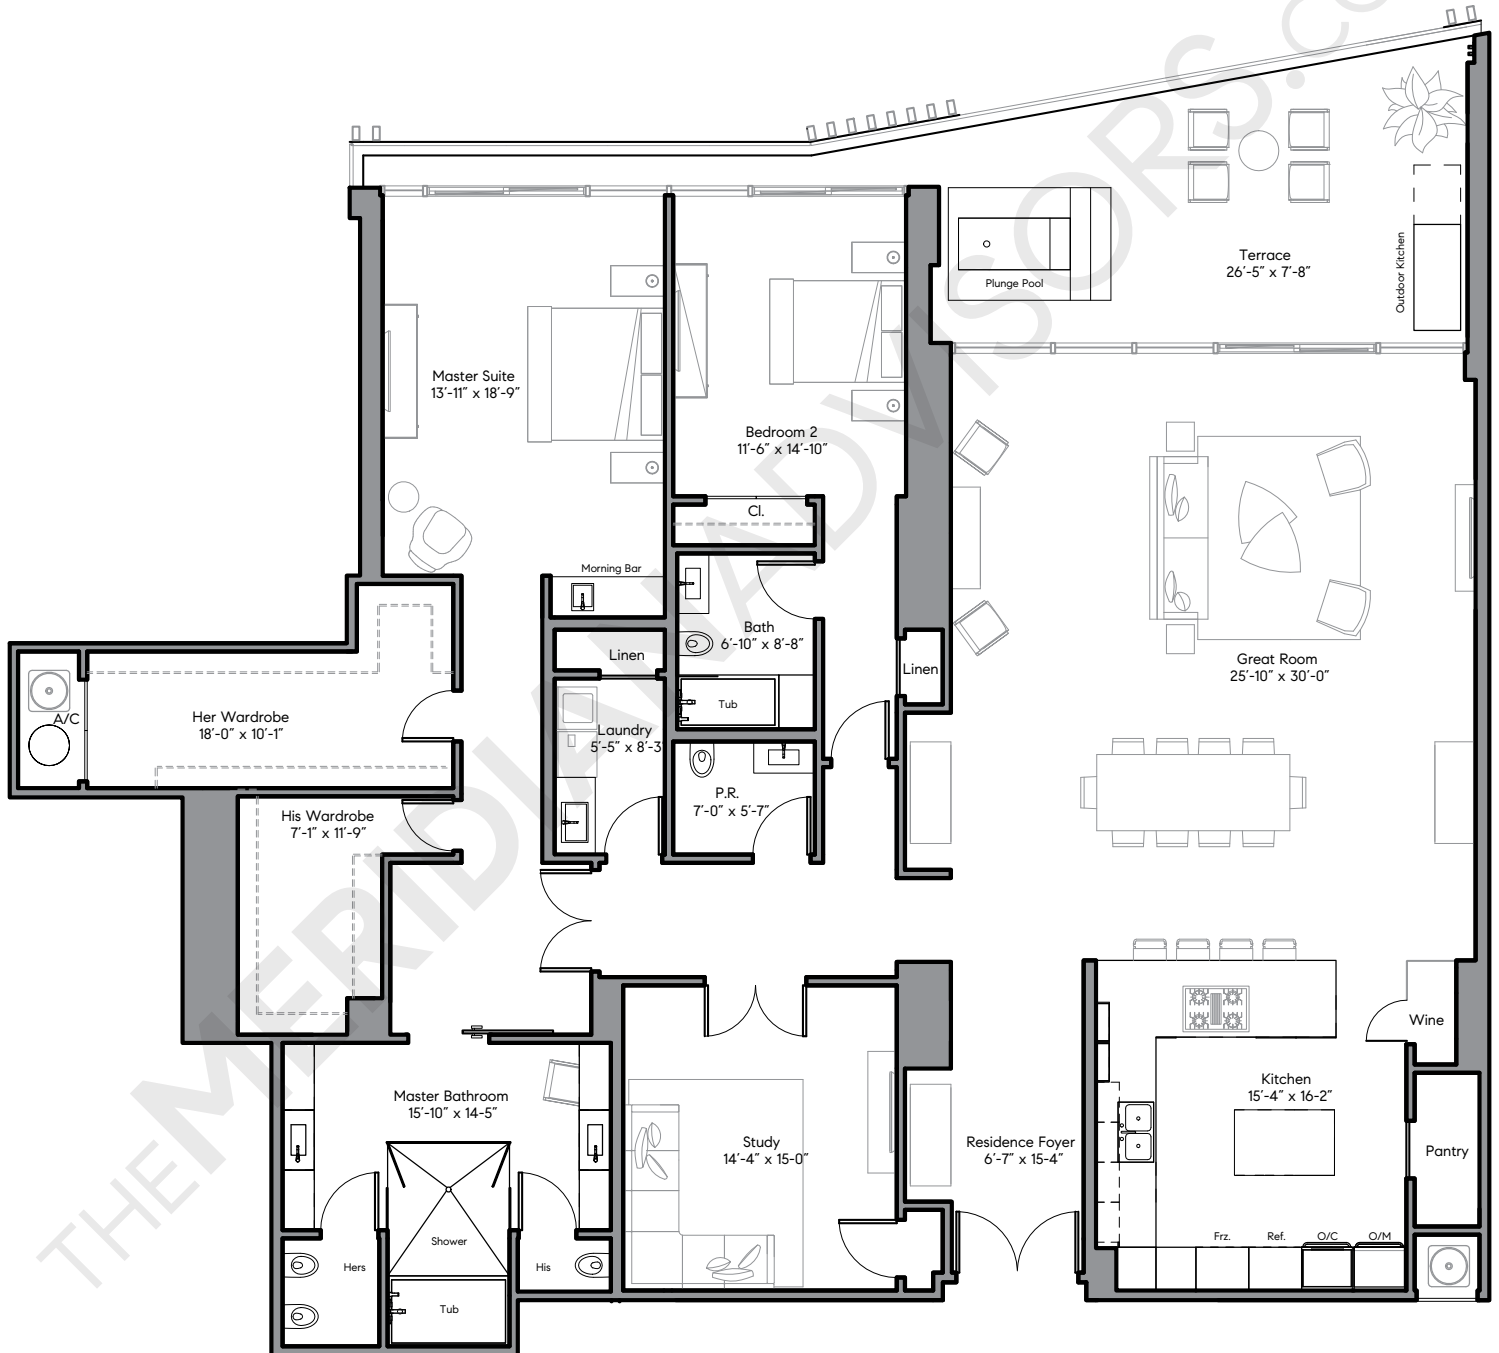 THEMERIDIANADVISORS.CO
Terrace
26'-5" x 7'-8"
Outdoor Kitchen
Plunge Pool
Master Suite
13'-11" x 18'-9"
Bedroom 2
11'-6" x 14'-10"
Cl.
Morning Bar
Bath
6'-10" x 8'-8"
Linen
Linen
Great Room
25'-10" x 30'-0"
Tub
A/C
Her Wardrobe
18'-0" x 10'-1"
Laundry
5'-5" x 8'-3"
P.R.
7'-0" x 5'-7"
His Wardrobe
7'-1" x 11'-9"
Wine
Master Bathroom
15'-10" x 14-5"
Kitchen
15'-4" x 16-2"
Study
14'-4" x 15-0"
Residence Foyer
6'-7" x 15-4"
Pantry
Shower
Frz.
Ref.
O/C
O/M
Hers
His
Tub